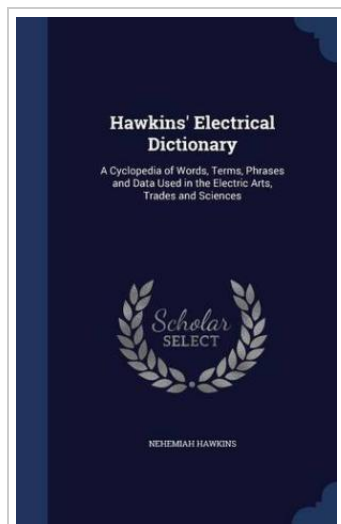 Hawkins' Electrical
Dictionary
A Cyclopedia of Words, Terms, Phrases
and Data Used in the Electric Arts,
Trades and Sciences
Scholar
SELECT
NEHEMIAH HAWKINS